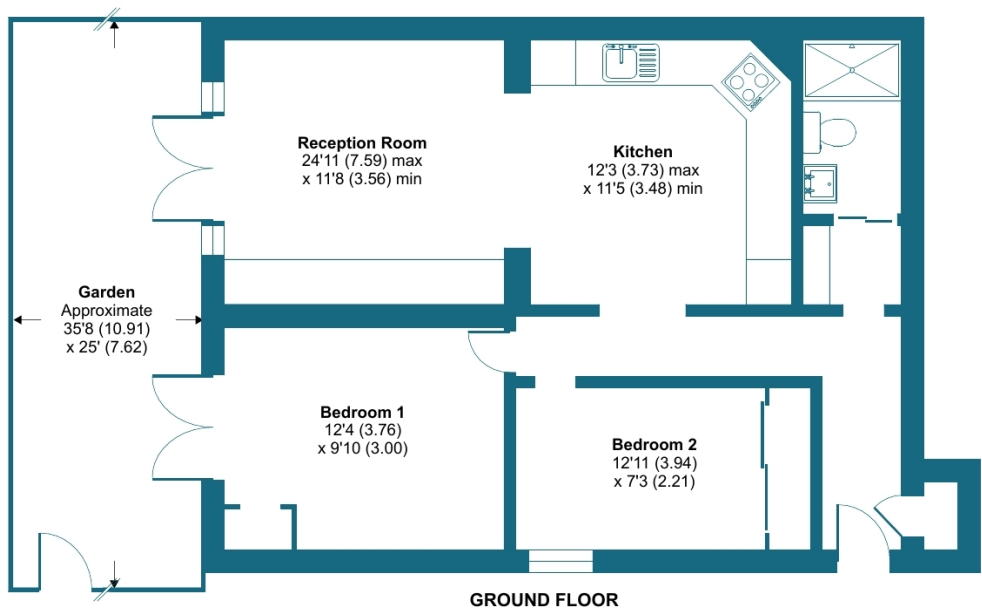 Reception Room
24'11 (7.59) max
x 11'8 (3.56) min
Kitchen
12'3 (3.73) max
x 11'5 (3.48) min
Garden
Approximate
35'8 (10.91)
x 25' (7.62)
Bedroom 1
12'4 (3.76)
x 9'10 (3.00)
Bedroom 2
12'11 (3.94)
x 7'3 (2.21)
GROUND FLOOR